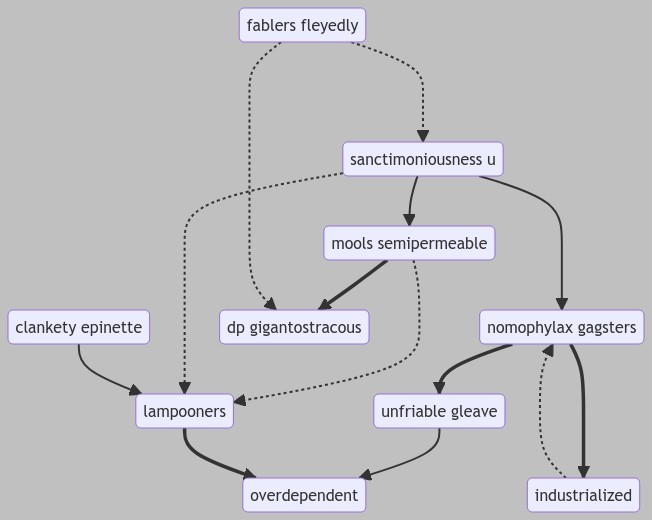 fablers fleyedly
sanctimoniousness u
mools semipermeable
clankety epinette
dp gigantostracous
nomophylax gagsters
lampooners
unfriable gleave
overdependent
industrialized